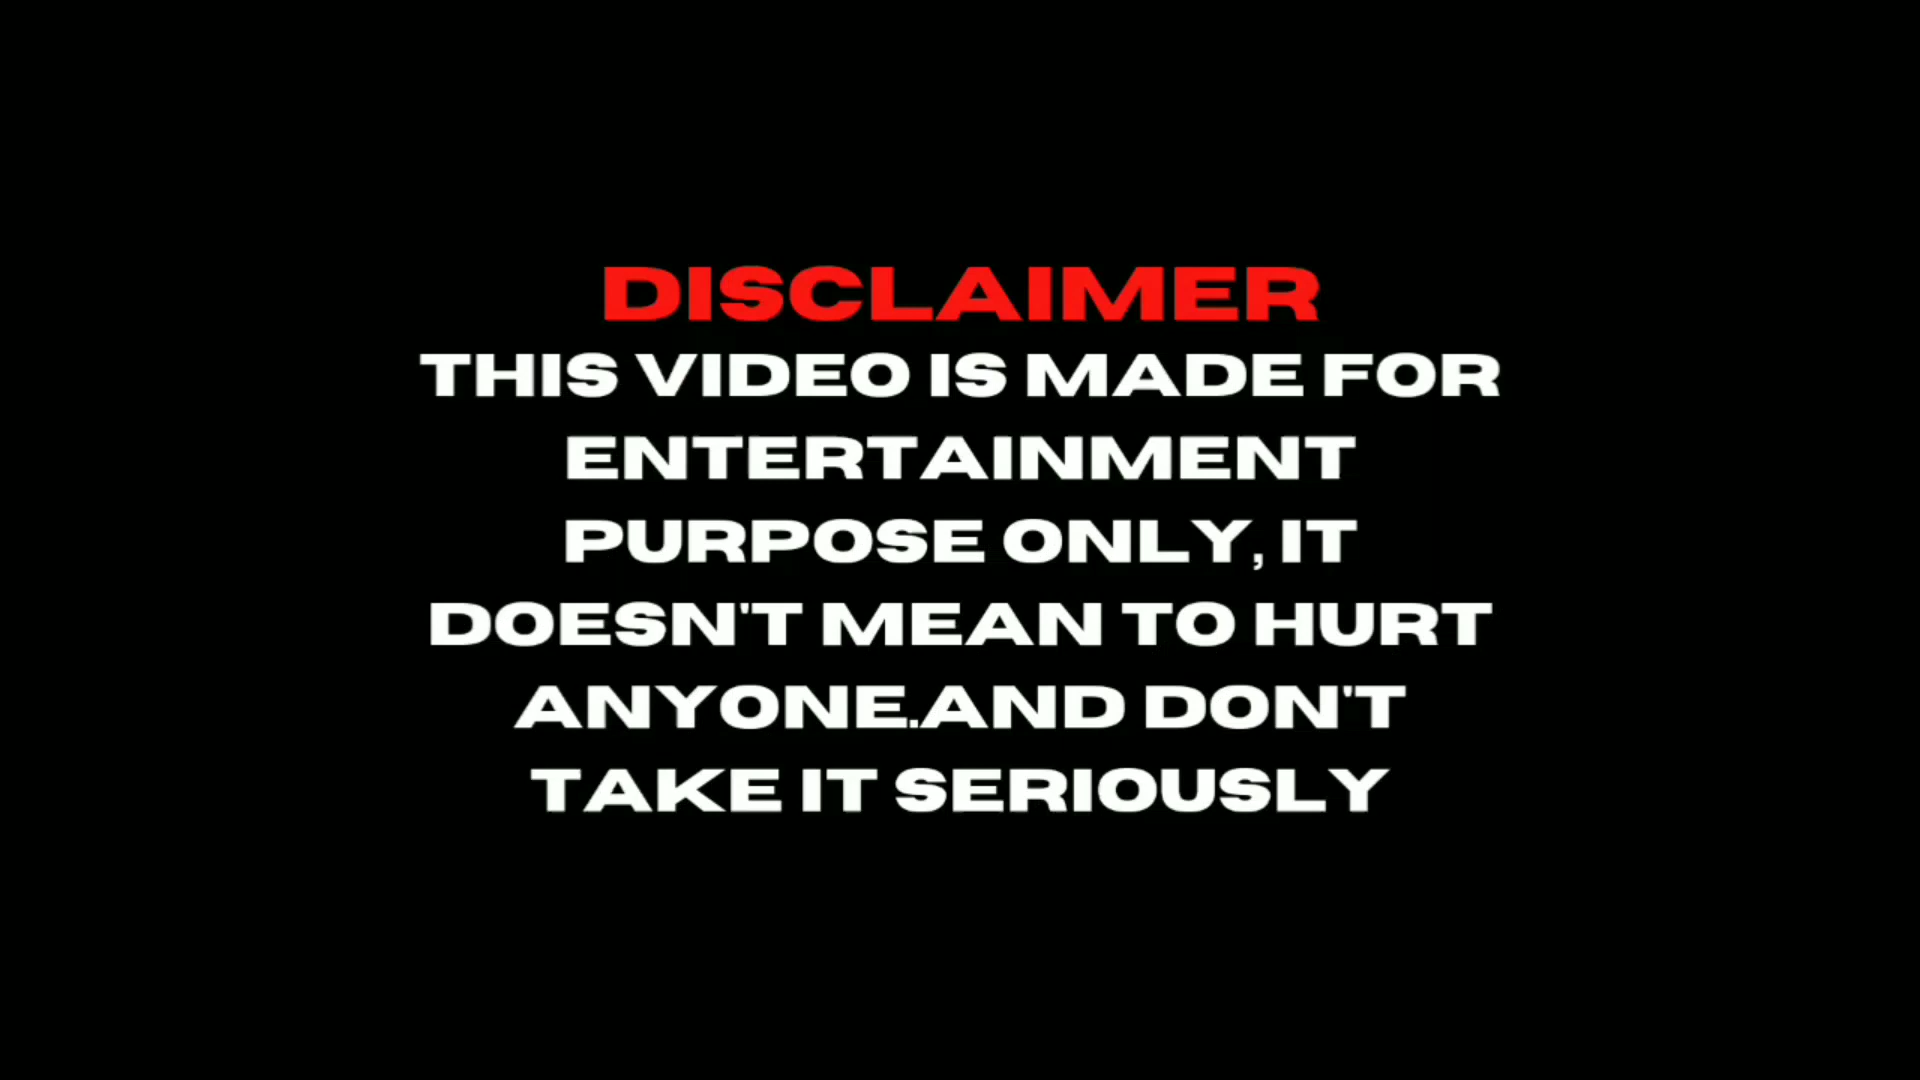 DISCLAIMER
THIS VIDEO IS MADE FOR
ENTERTAINMENT
PURPOSE ONLY, IT
DOESN'T MEAN TO HURT
ANYONE.AND DON'T
TAKE IT SERIOUSLY